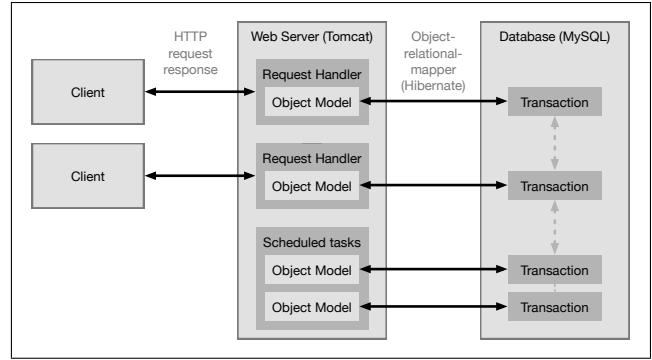 HTTP
request
response
Web Server (Tomcat)
Object-
relational-
mapper
(Hibernate)
Database (MySQL)
Client
Request Handler
Object Model
Transaction
Client
Request Handler
Object Model
Transaction
Scheduled tasks
Object Model
Transaction
Object Model
Transaction